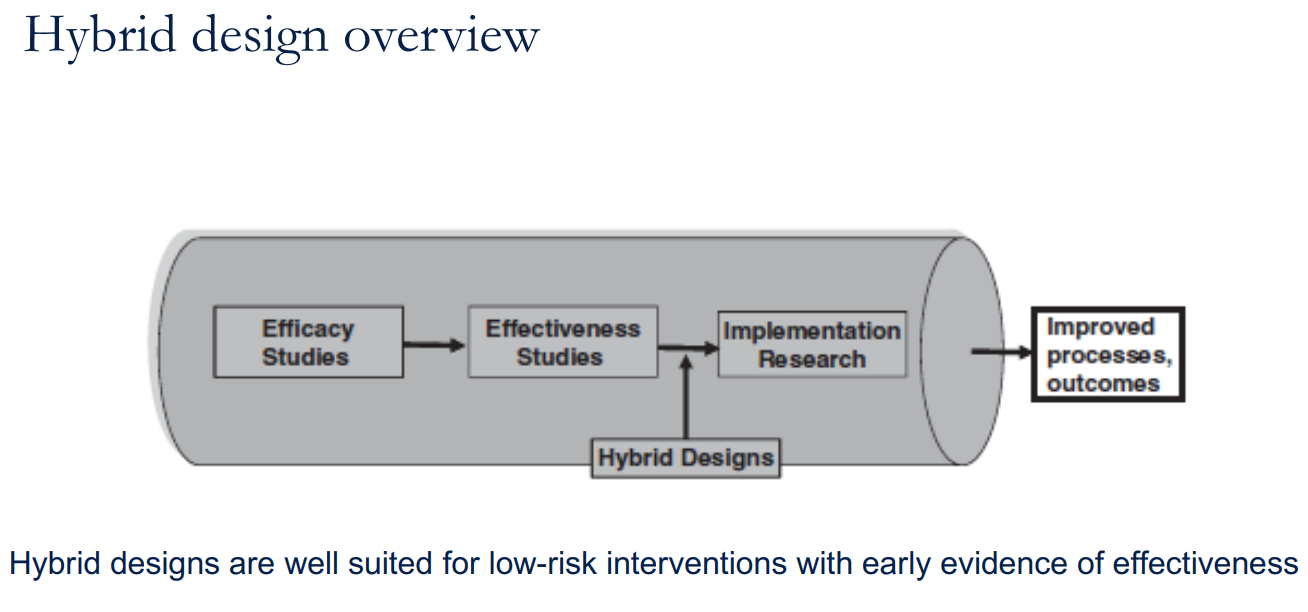 Hybrid design overview
Efficacy
Studies
Effectiveness
Studies
Implementation
Research
Improved
processes,
outcomes
Hybrid Designs
Hybrid designs are well suited for low-risk interventions with early evidence of effectiveness